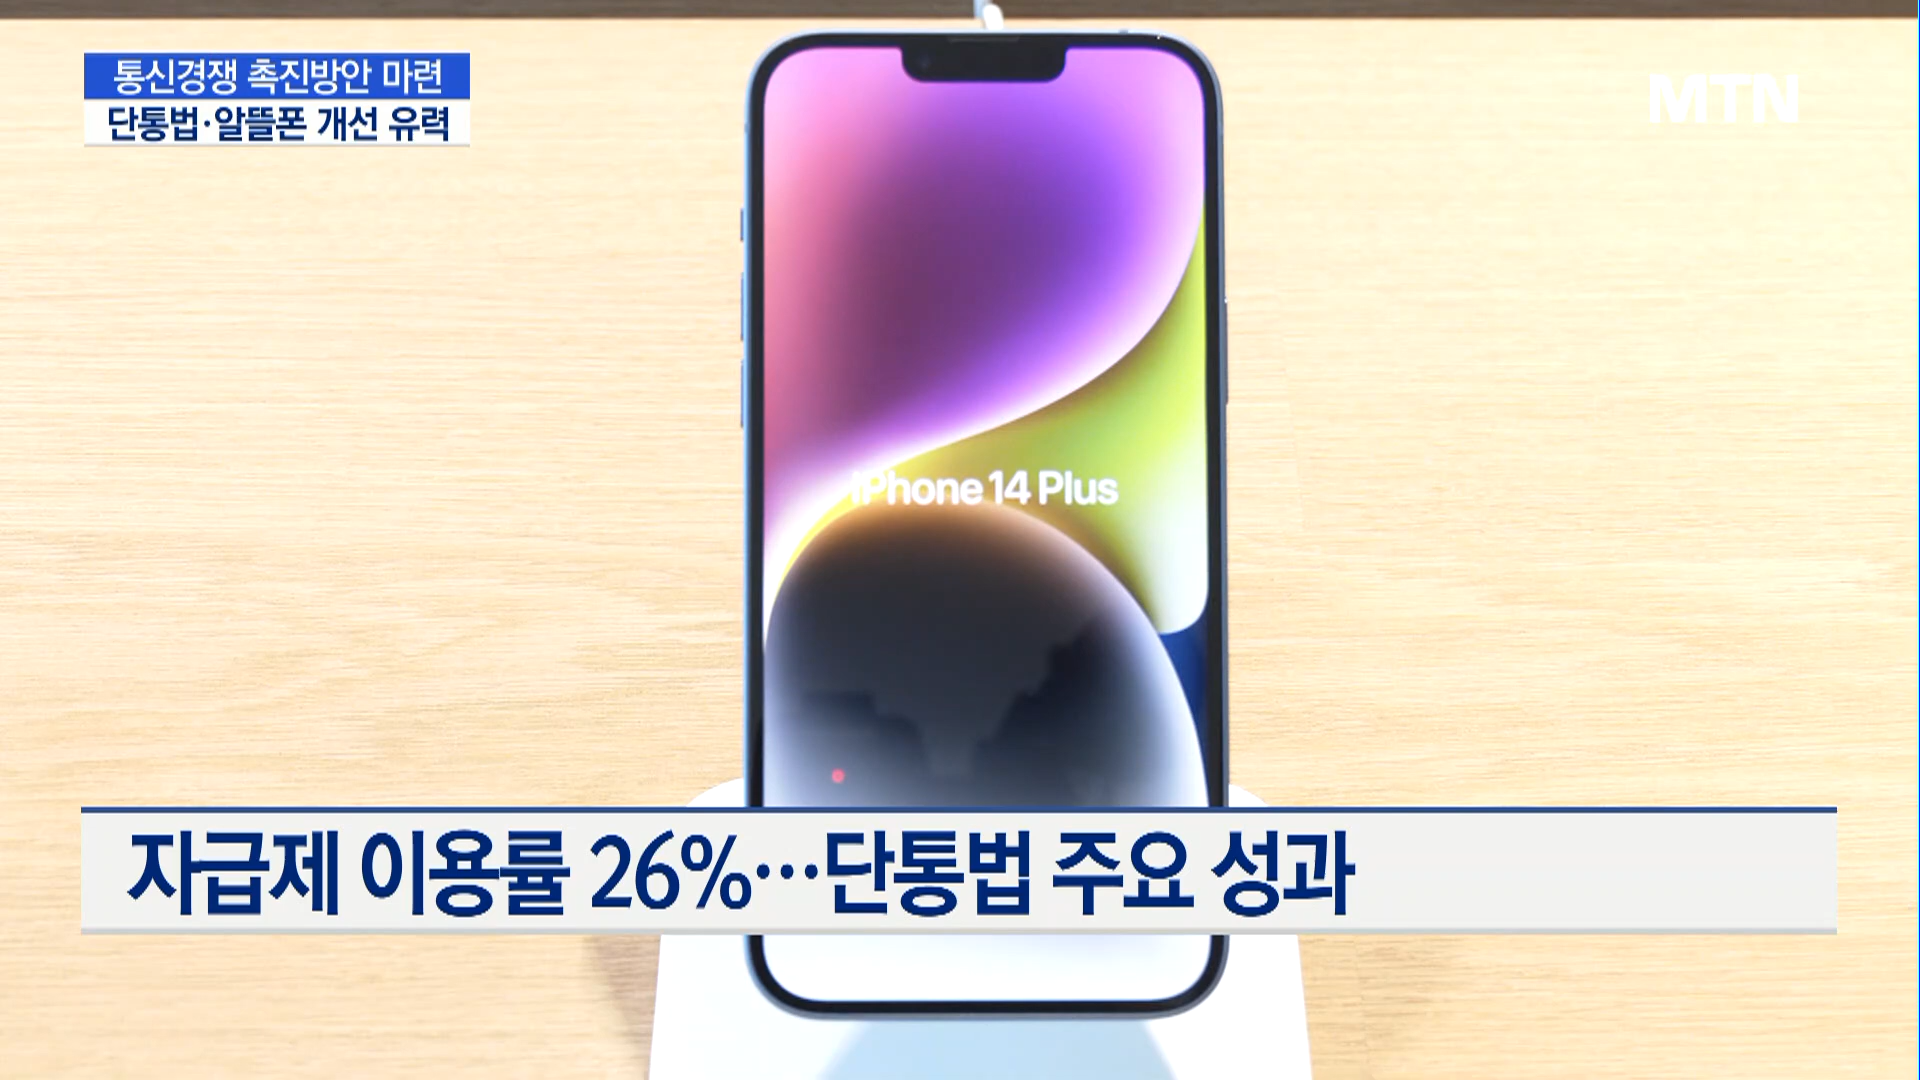 통신경쟁 촉진방안 마련
단통법·알뜰폰 개선 유력
MTN
iPhone 14 Plus
자급제 이용률 26%…단통법 주요 성과